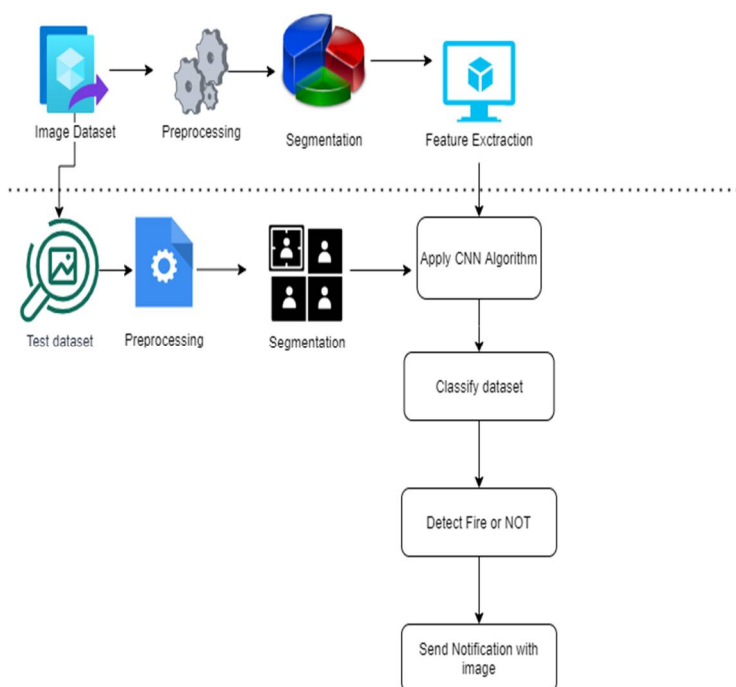 Image Dataset
Preprocessing
Segmentation
Feature Exctraction
Test dataset
Preprocessing
Segmentation
Apply CNN Algorithm
Classify dataset
Detect Fire or NOT
Send Notification with
image